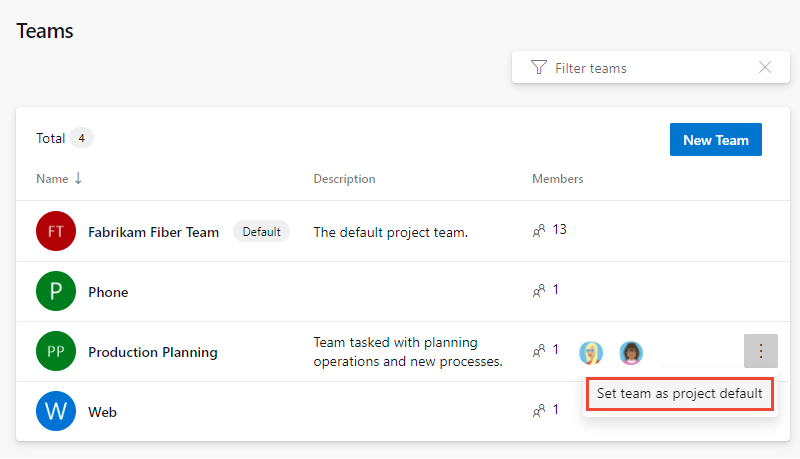 Teams
Filter teams
Total 4
New Team
Name Description Members
FT Fabrikam Fiber Team Default The default project team. 13
P Phone 1
PP Production Planning Team tasked with planning 1
operations and new processes.
Set team as project default
W Web 1